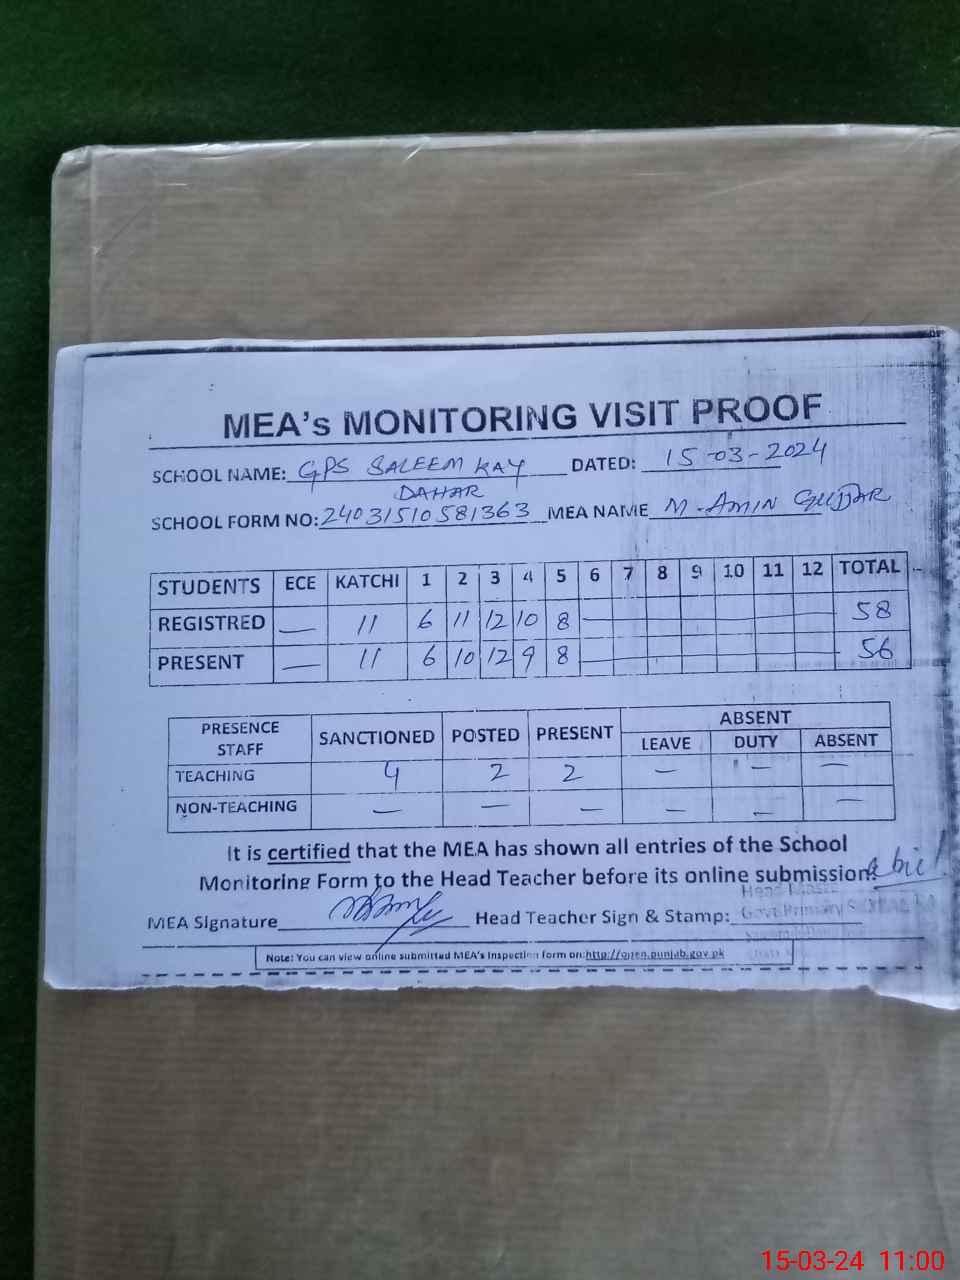 MEA's MONITORING VISIT PROOF
SCHOOL NAME: GPS SALEEM KAY DATED: 15-03-2024
DAHAR
SCHOOL FORM NO: 24031510581363 MEA NAME M. AMIN GUJJAR
STUDENTS ECE KATCHI 1 2 3 4 5 6 7 8 9 10 11 12 TOTAL
REGISTRED — 11 6 11 12 10 8 — 58
PRESENT — 11 6 10 12 9 8 — 56
PRESENCE STAFF SANCTIONED POSTED PRESENT ABSENT
LEAVE DUTY ABSENT
TEACHING 4 2 2 — — —
NON-TEACHING — — — — — —
It is certified that the MEA has shown all entries of the School
Monitoring Form to the Head Teacher before its online submission.
MEA Signature Head Teacher Sign & Stamp:
Govt Primary
Note: You can view online submitted MEA's Inspection form on:http://open.punjab.gov.pk
15-03-24 11:00